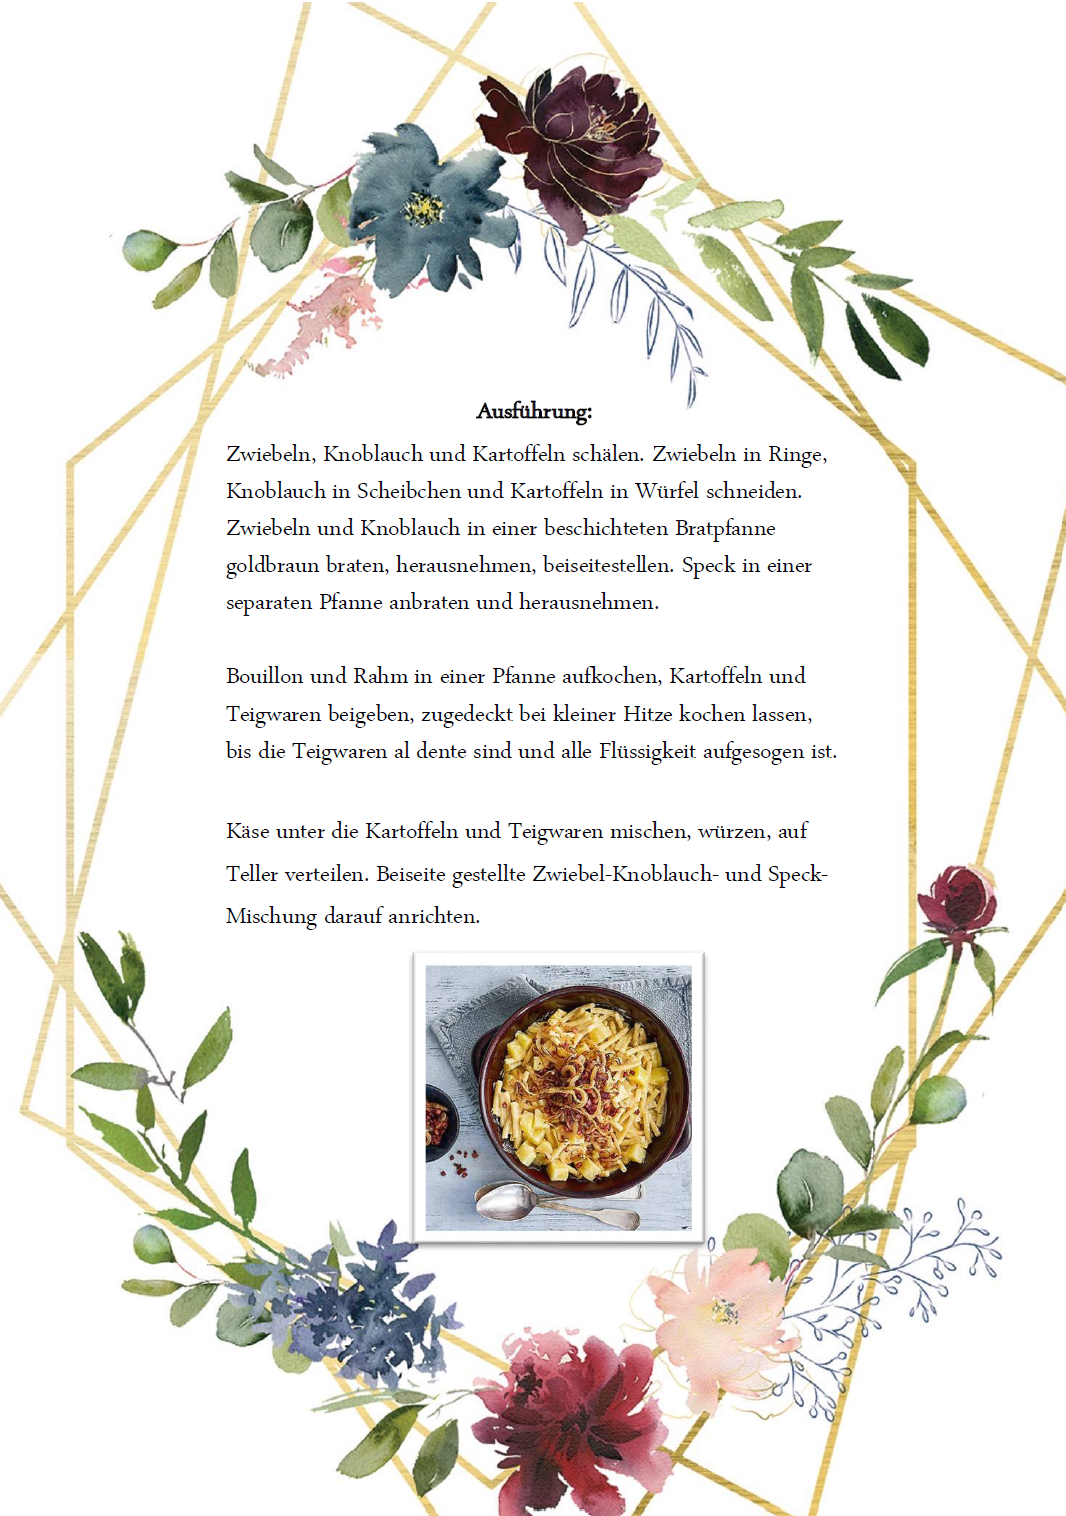 Ausführung:
Zwiebeln, Knoblauch und Kartoffeln schälen. Zwiebeln in Ringe,
Knoblauch in Scheibchen und Kartoffeln in Würfel schneiden.
Zwiebeln und Knoblauch in einer beschichteten Bratpfanne
goldbraun braten, herausnehmen, beiseitestellen. Speck in einer
separaten Pfanne anbraten und herausnehmen.
Bouillon und Rahm in einer Pfanne aufkochen, Kartoffeln und
Teigwaren beigeben, zugedeckt bei kleiner Hitze kochen lassen,
bis die Teigwaren al dente sind und alle Flüssigkeit aufgesogen ist.
Käse unter die Kartoffeln und Teigwaren mischen, würzen, auf
Teller verteilen. Beiseite gestellte Zwiebel-Knoblauch- und Speck-
Mischung darauf anrichten.